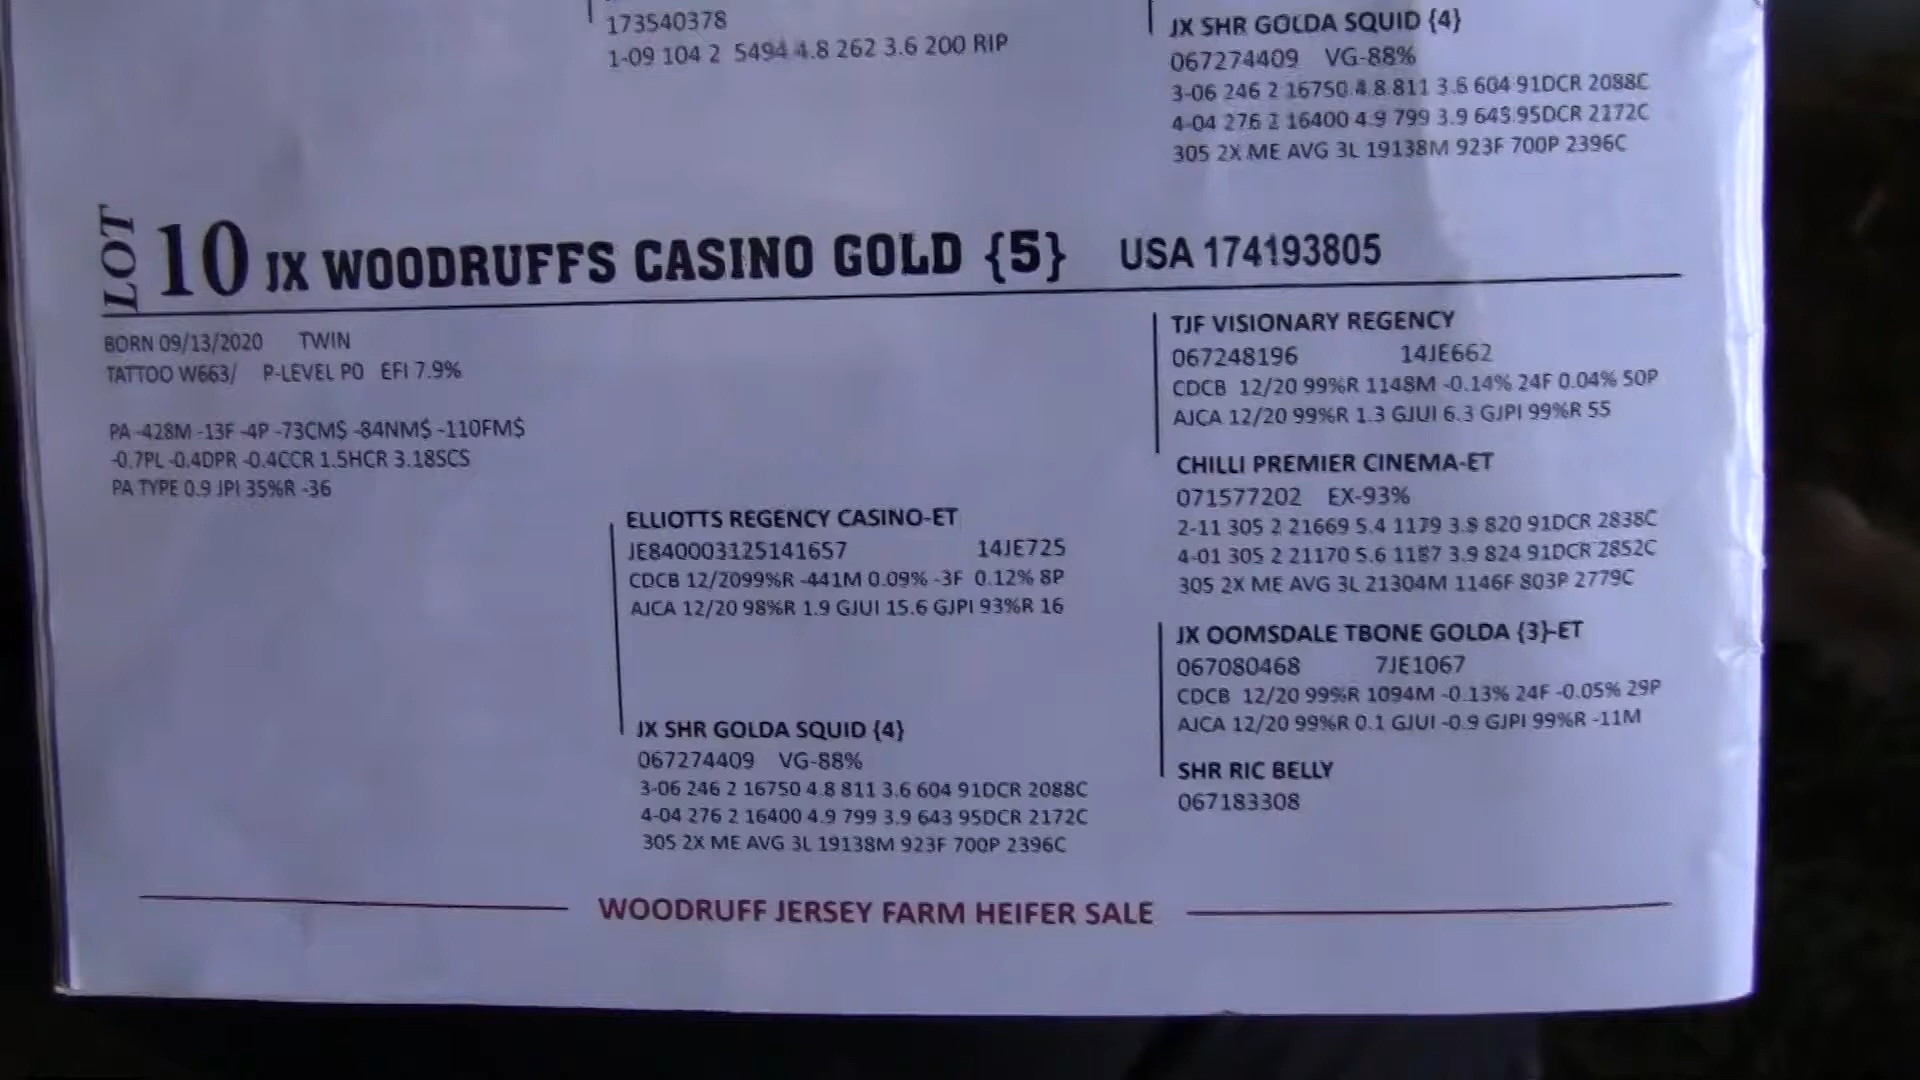 173540378
1-09 104 2 5494 4.8 262 3.6 200 RIP
JX SHR GOLDA SQUID {4}
067274409 VG-88%
3-06 246 2 16750 4.8 811 3.6 604 91DCR 2088C
4-04 276 2 16400 4.9 799 3.9 643 95DCR 2172C
305 2X ME AVG 3L 19138M 923F 700P 2396C
LOT 10 JX WOODRUFFS CASINO GOLD {5} USA 174193805
BORN 09/13/2020 TWIN
TATTOO W663/ P-LEVEL P0 EFI 7.9%
PA -428M -13F -4P -73CM$ -84NM$ -110FM$
-0.7PL -0.4DPR -0.4CCR 1.5HCR 3.18SCS
PA TYPE 0.9 JPI 35%R -36
ELLIOTTS REGENCY CASINO-ET
JE840003125141657 14JE725
CDCB 12/2099%R -441M 0.09% -3F 0.12% 8P
AJCA 12/20 98%R 1.9 GJUI 15.6 GJPI 93%R 16
JX SHR GOLDA SQUID {4}
067274409 VG-88%
3-06 246 2 16750 4.8 811 3.6 604 91DCR 2088C
4-04 276 2 16400 4.9 799 3.9 643 95DCR 2172C
305 2X ME AVG 3L 19138M 923F 700P 2396C
TJF VISIONARY REGENCY
067248196 14JE662
CDCB 12/20 99%R 1148M -0.14% 24F 0.04% 50P
AJCA 12/20 99%R 1.3 GJUI 6.3 GJPI 99%R 55
CHILLI PREMIER CINEMA-ET
071577202 EX-93%
2-11 305 2 21669 5.4 1179 3.8 820 91DCR 2838C
4-01 305 2 21170 5.6 1187 3.9 824 91DCR 2852C
305 2X ME AVG 3L 21304M 1146F 803P 2779C
JX OOMSDALE TBONE GOLDA {3}-ET
067080468 7JE1067
CDCB 12/20 99%R 1094M -0.13% 24F -0.05% 29P
AJCA 12/20 99%R 0.1 GJUI -0.9 GJPI 99%R -11M
SHR RIC BELLY
067183308
WOODRUFF JERSEY FARM HEIFER SALE